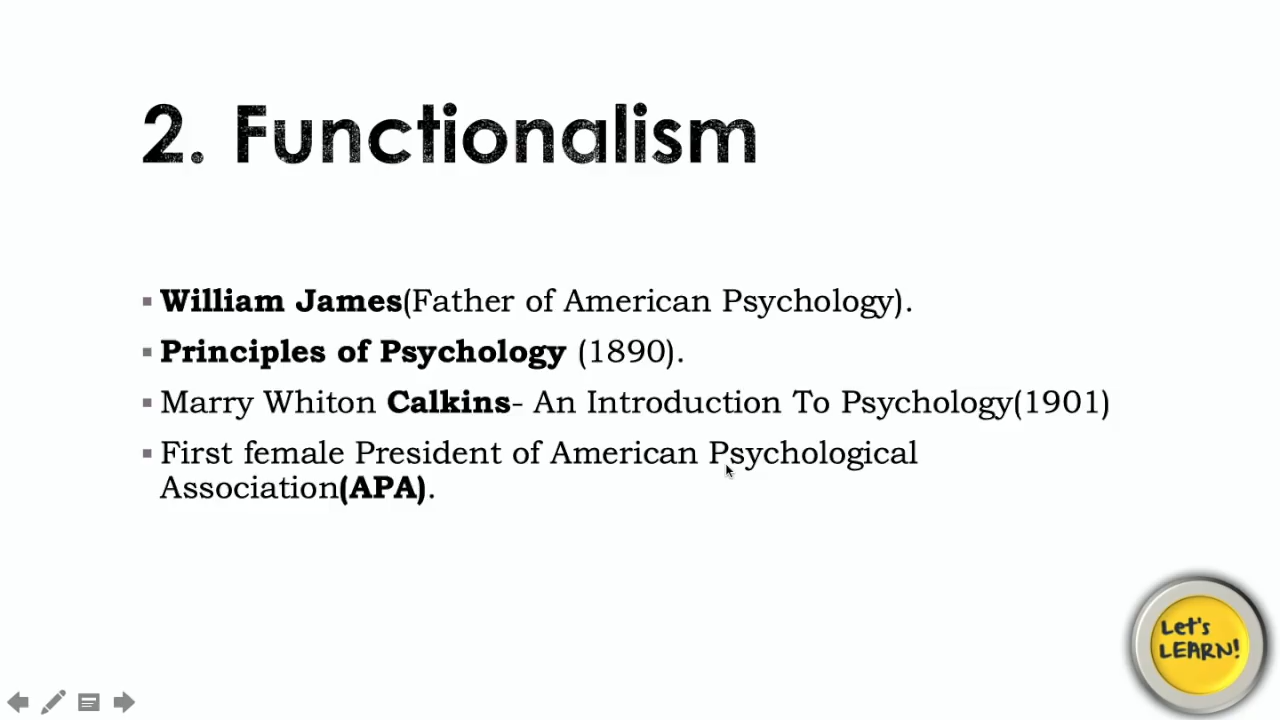 2. Functionalism
▪ William James(Father of American Psychology).
▪ Principles of Psychology (1890).
▪ Marry Whiton Calkins- An Introduction To Psychology(1901)
▪ First female President of American Psychological
Association(APA).
Let's
LEARN!